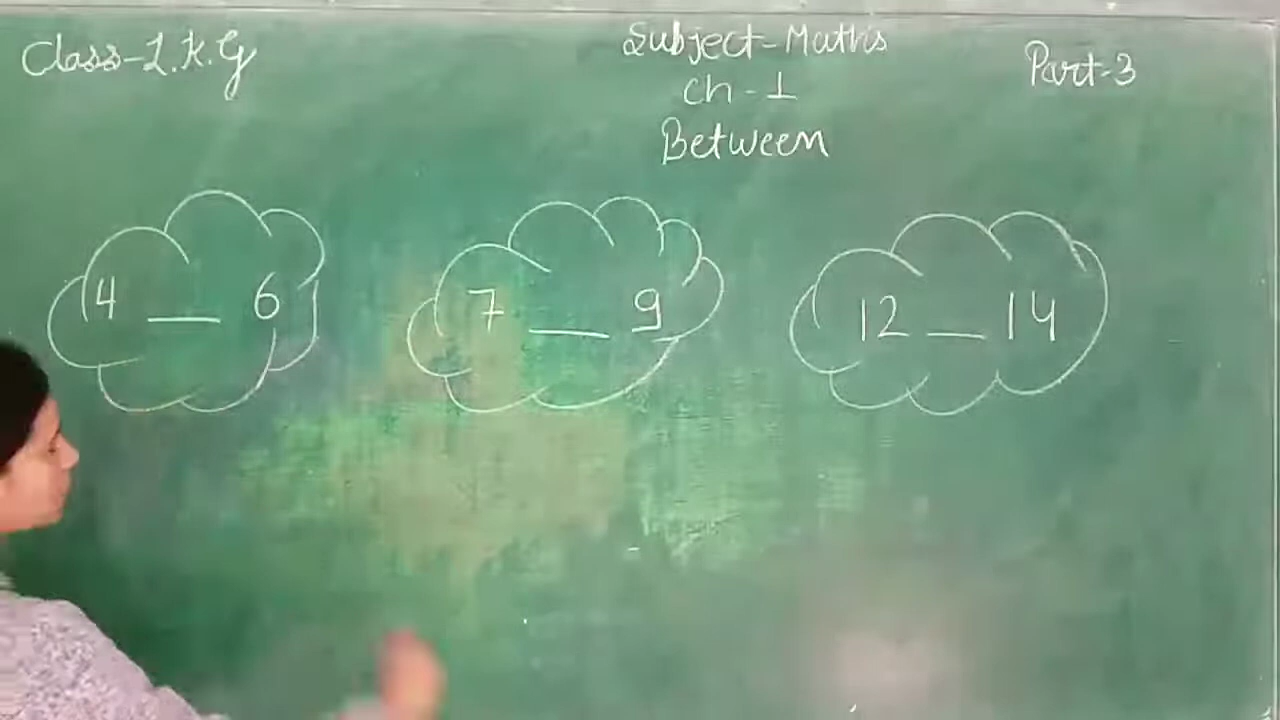 Class-L.K.G
Subject-Maths
Part-3
Ch-1
Between
4 __ 6
7 __ 9
12 __ 14